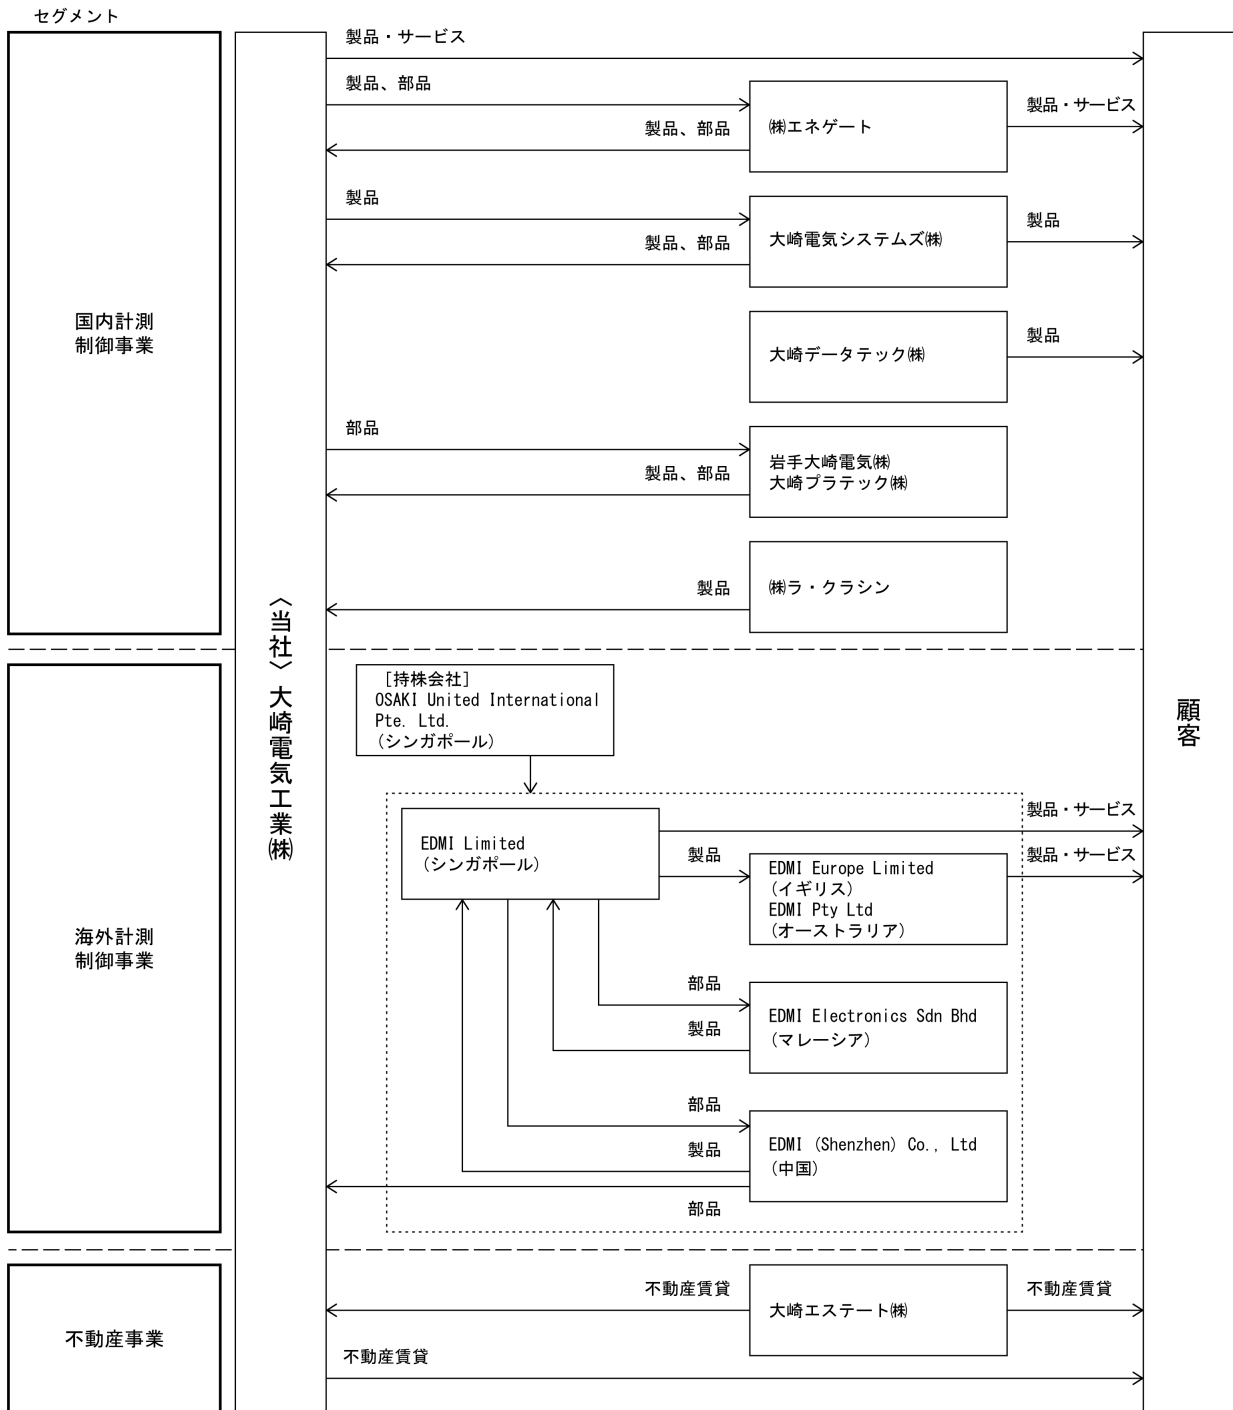 セグメント
国内計測
制御事業
海外計測
制御事業
不動産事業
〈当社〉大崎電気工業㈱
製品・サービス
製品、部品
製品、部品
㈱エネゲート
製品・サービス
製品
製品、部品
大崎電気システムズ㈱
製品
大崎データテック㈱
製品
部品
製品、部品
岩手大崎電気㈱
大崎プラテック㈱
製品
㈱ラ・クラシン
［持株会社］
OSAKI United International
Pte. Ltd.
（シンガポール）
EDMI Limited
（シンガポール）
製品・サービス
製品
EDMI Europe Limited
（イギリス）
EDMI Pty Ltd
（オーストラリア）
製品・サービス
部品
製品
EDMI Electronics Sdn Bhd
（マレーシア）
部品
製品
部品
EDMI (Shenzhen) Co., Ltd
（中国）
不動産賃貸
大崎エステート㈱
不動産賃貸
不動産賃貸
顧客